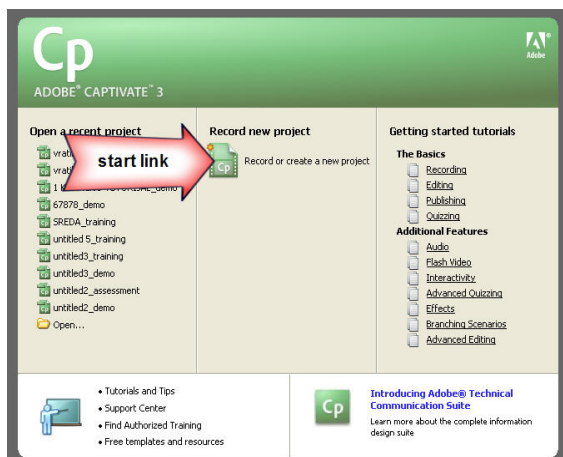 Cp
Adobe
ADOBE® CAPTIVATE™ 3
Open a recent project
start link
67878_demo
SREDA_training
untitled 5_training
untitled3_training
untitled3_demo
untitled2_assessment
untitled2_demo
Open...
Record new project
Cp
Record or create a new project
Getting started tutorials
The Basics
Recording
Editing
Publishing
Quizzing
Additional Features
Audio
Flash Video
Interactivity
Advanced Quizzing
Effects
Branching Scenarios
Advanced Editing
• Tutorials and Tips
• Support Center
• Find Authorized Training
• Free templates and resources
Cp
Introducing Adobe® Technical
Communication Suite
Learn more about the complete information
design suite